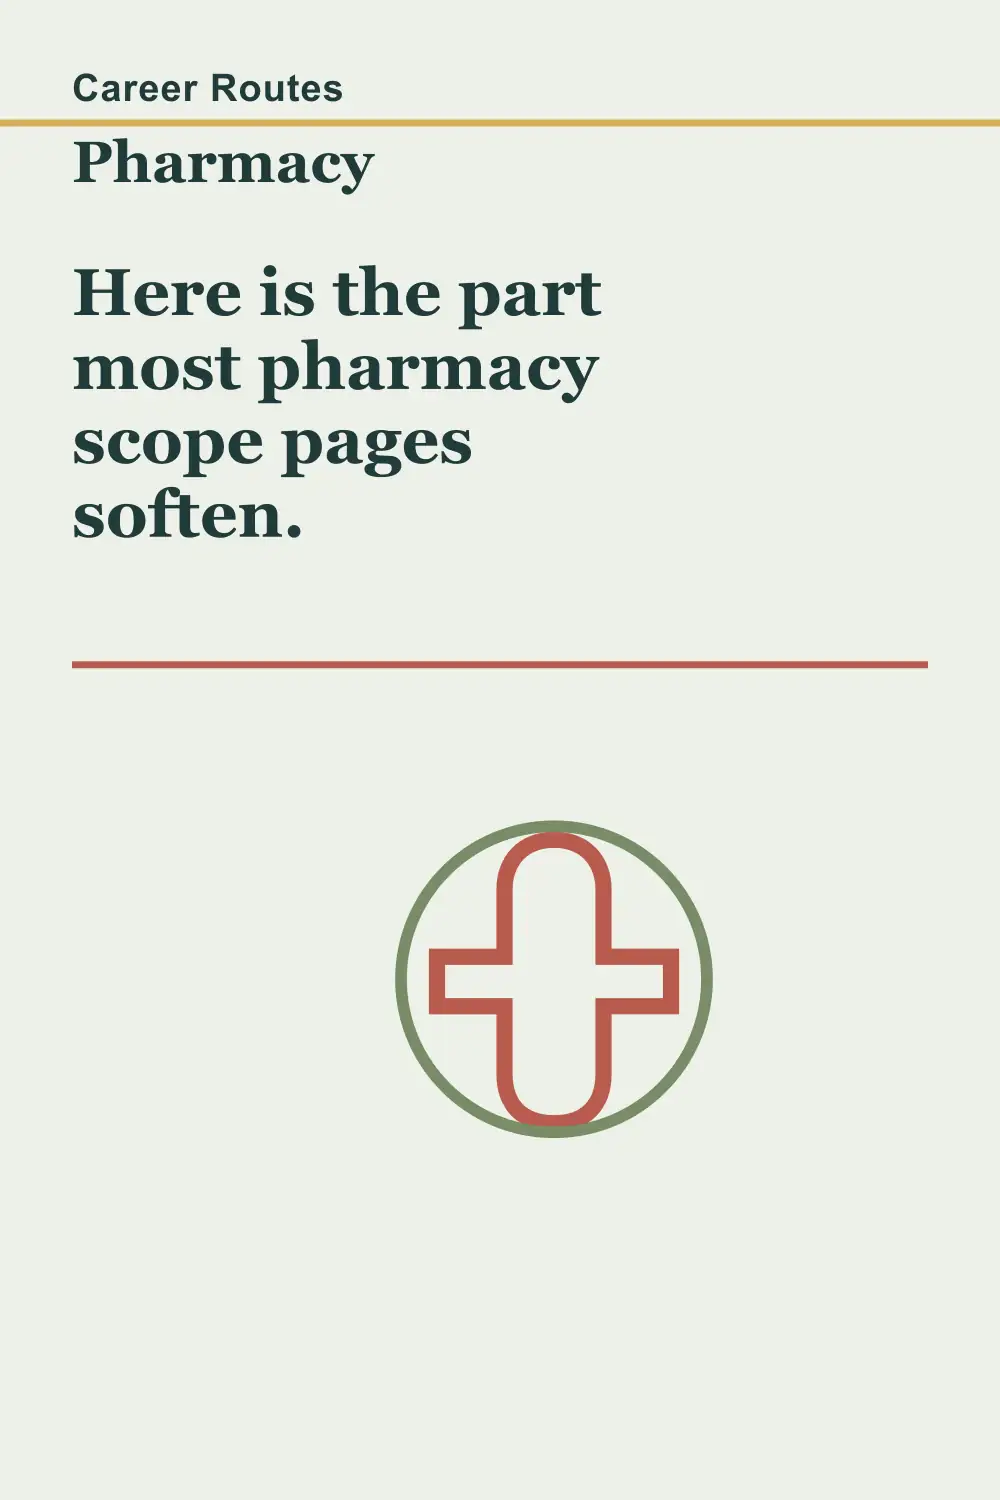 Career Routes
Pharmacy
Here is the part
most pharmacy
scope pages
soften.